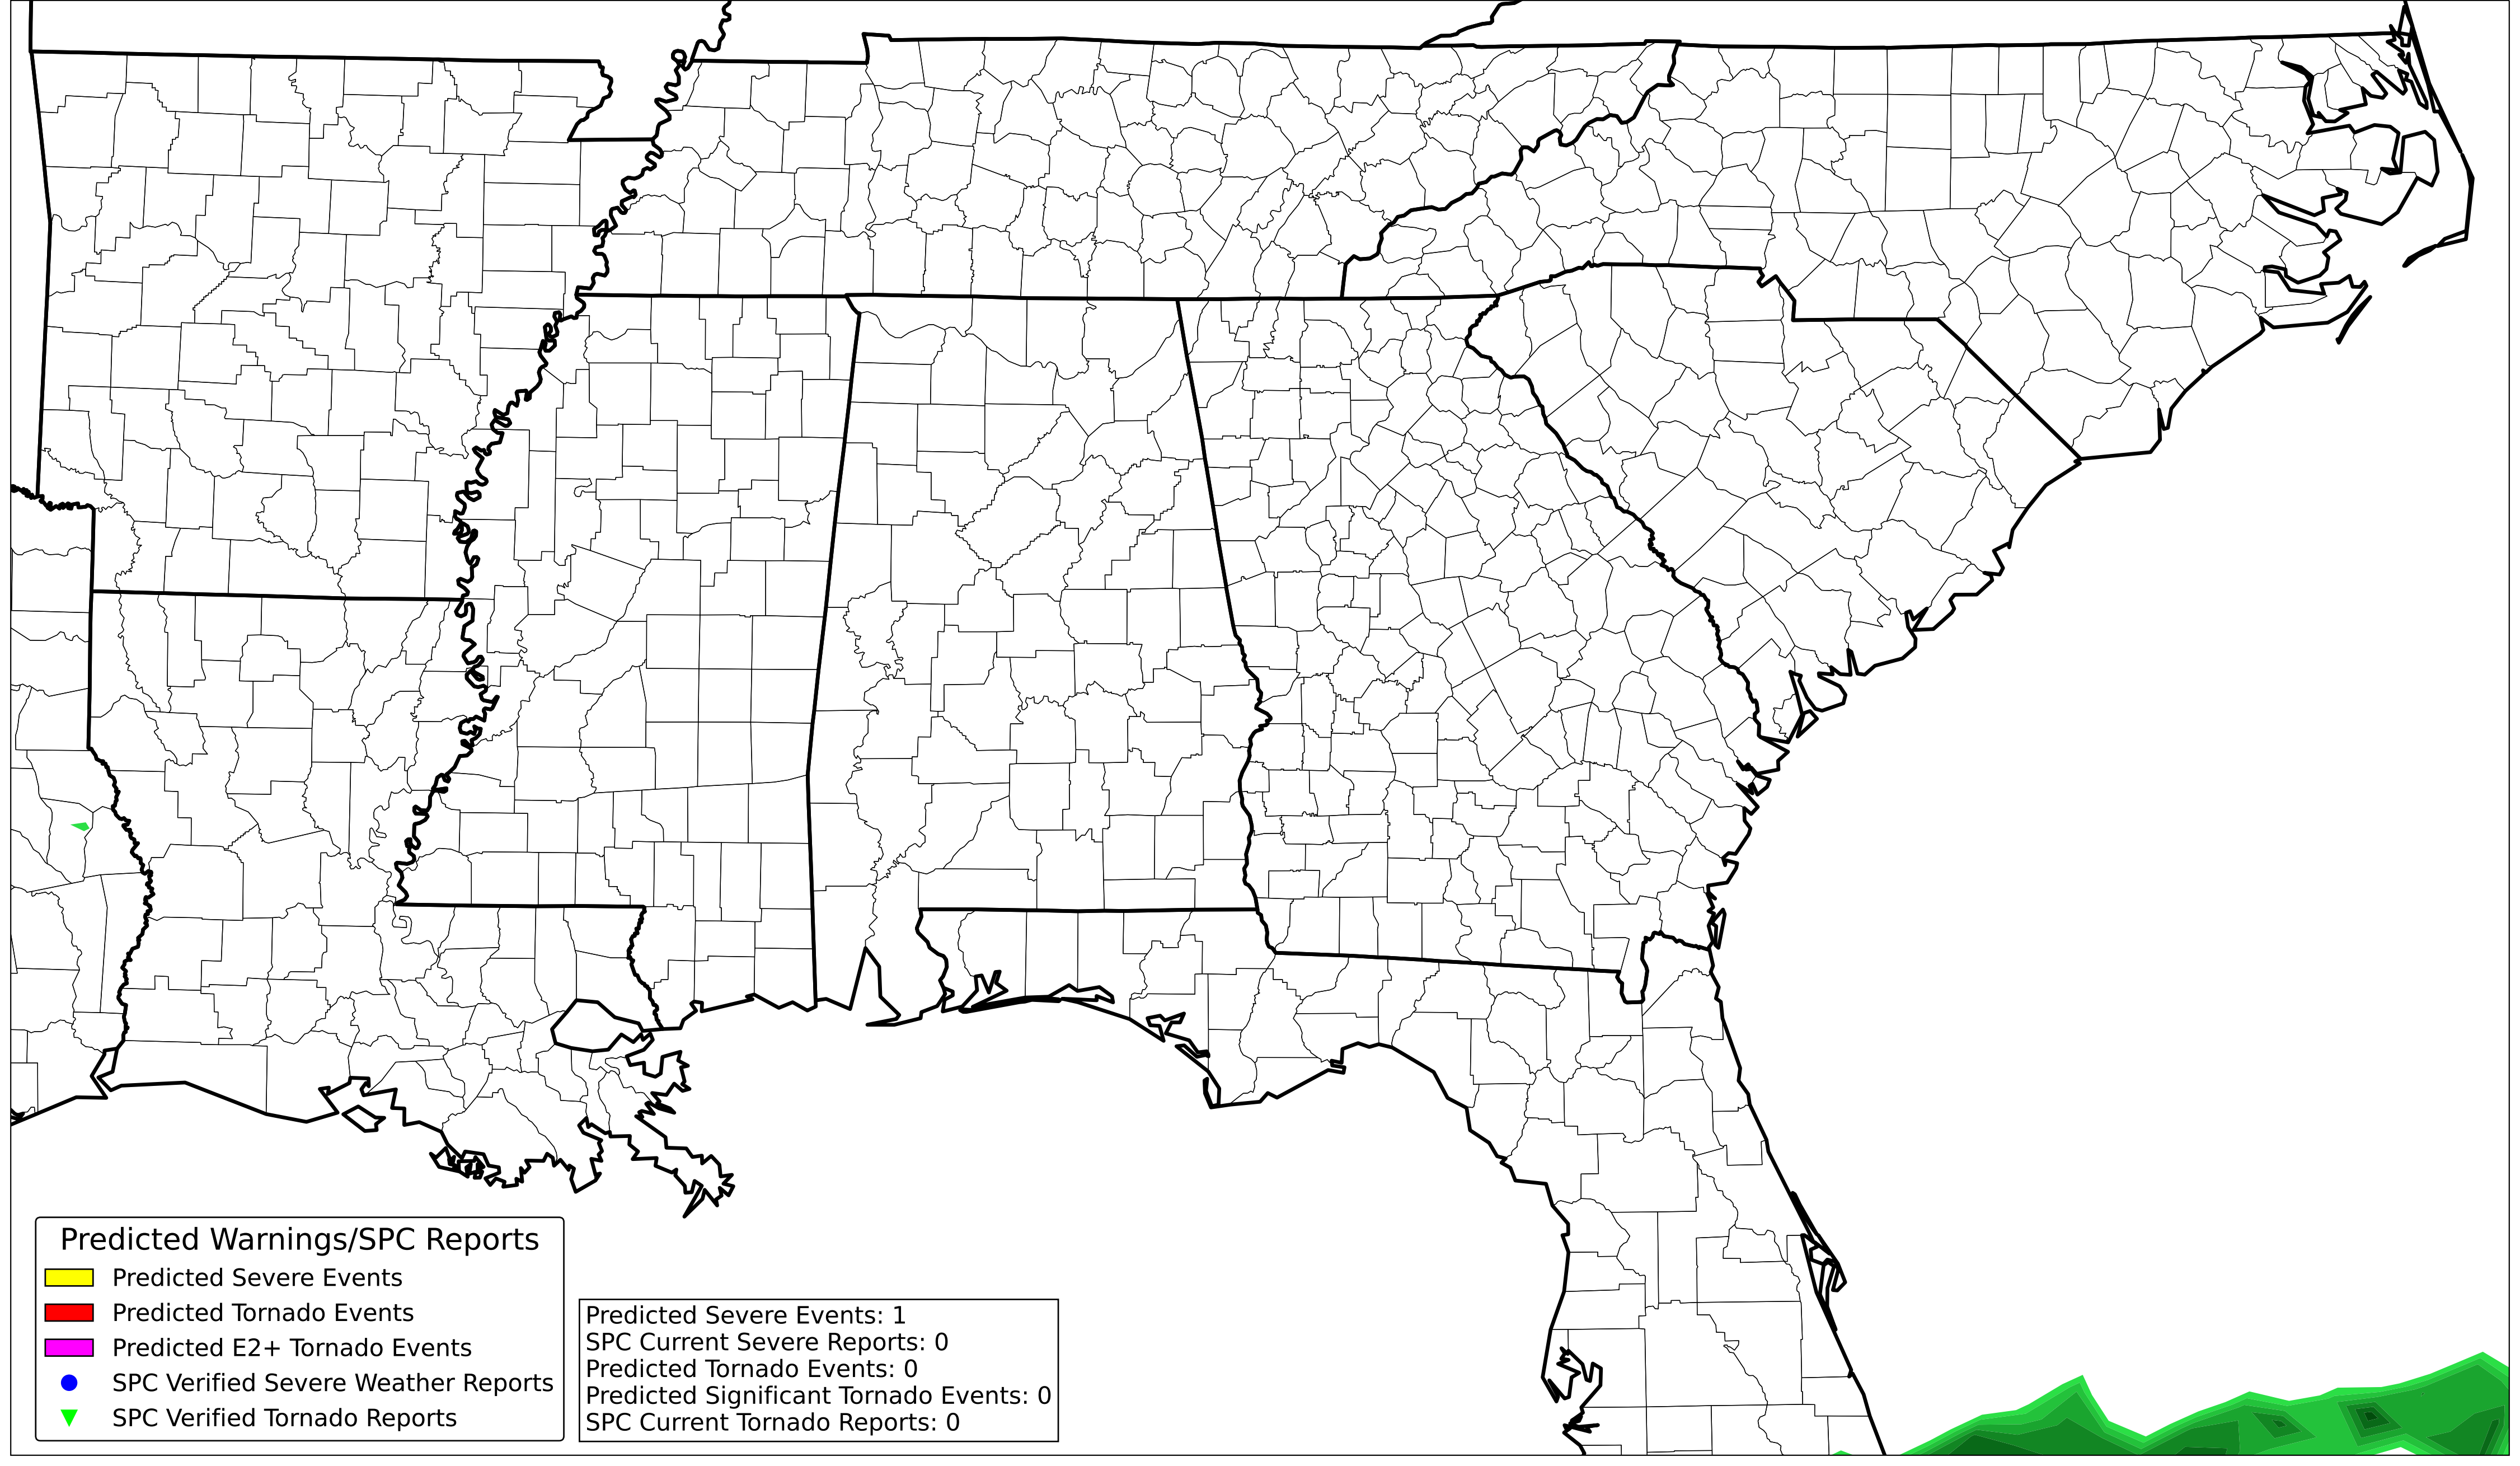 Predicted Warnings/SPC Reports
Predicted Severe Events
Predicted Tornado Events
Predicted E2+ Tornado Events
SPC Verified Severe Weather Reports
SPC Verified Tornado Reports
Predicted Severe Events: 1
SPC Current Severe Reports: 0
Predicted Tornado Events: 0
Predicted Significant Tornado Events: 0
SPC Current Tornado Reports: 0